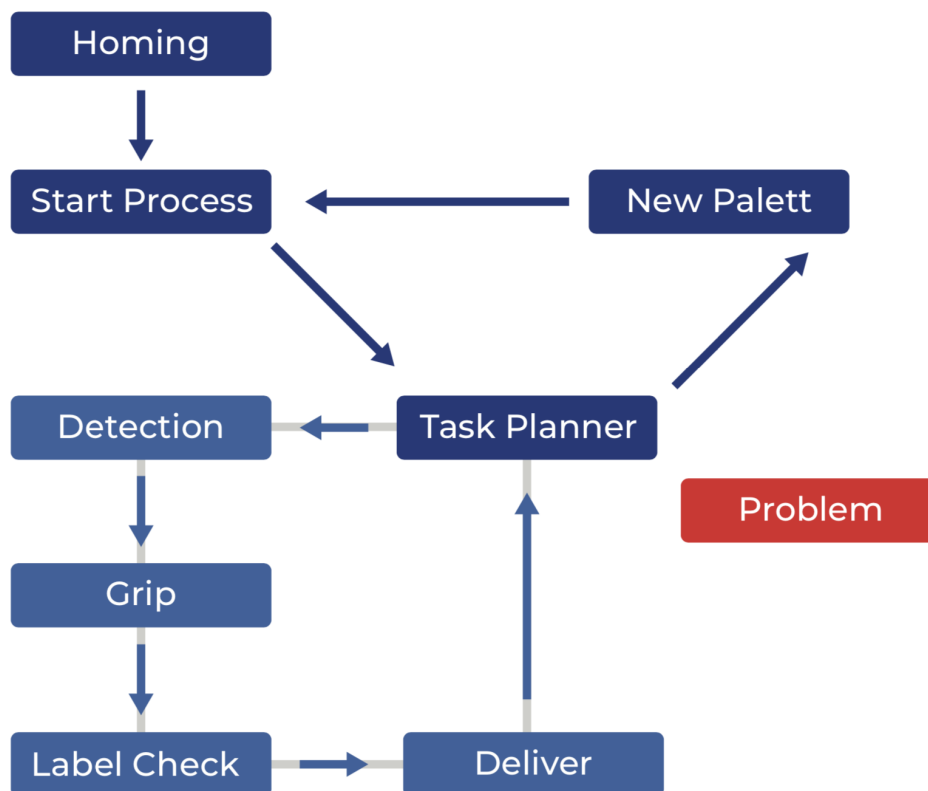 Homing
Start Process
New Palett
Detection
Task Planner
Problem
Grip
Label Check
Deliver